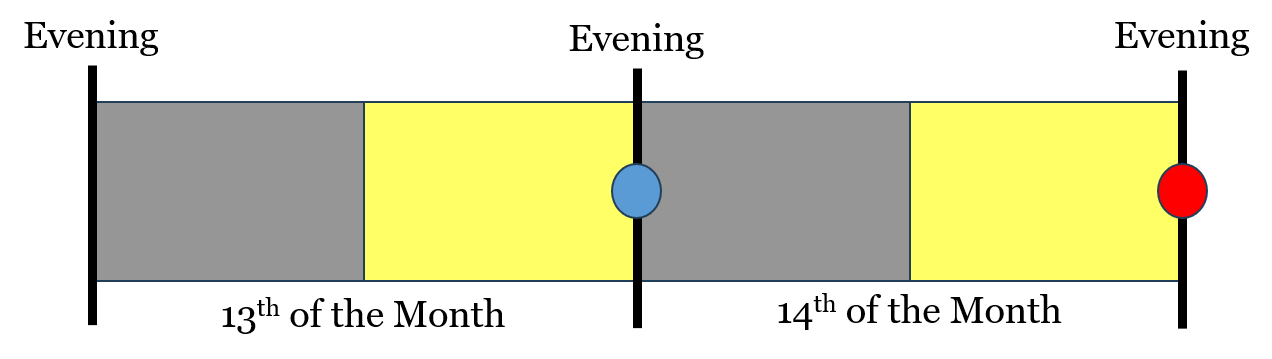 Evening
Evening
Evening
13th of the Month
14th of the Month